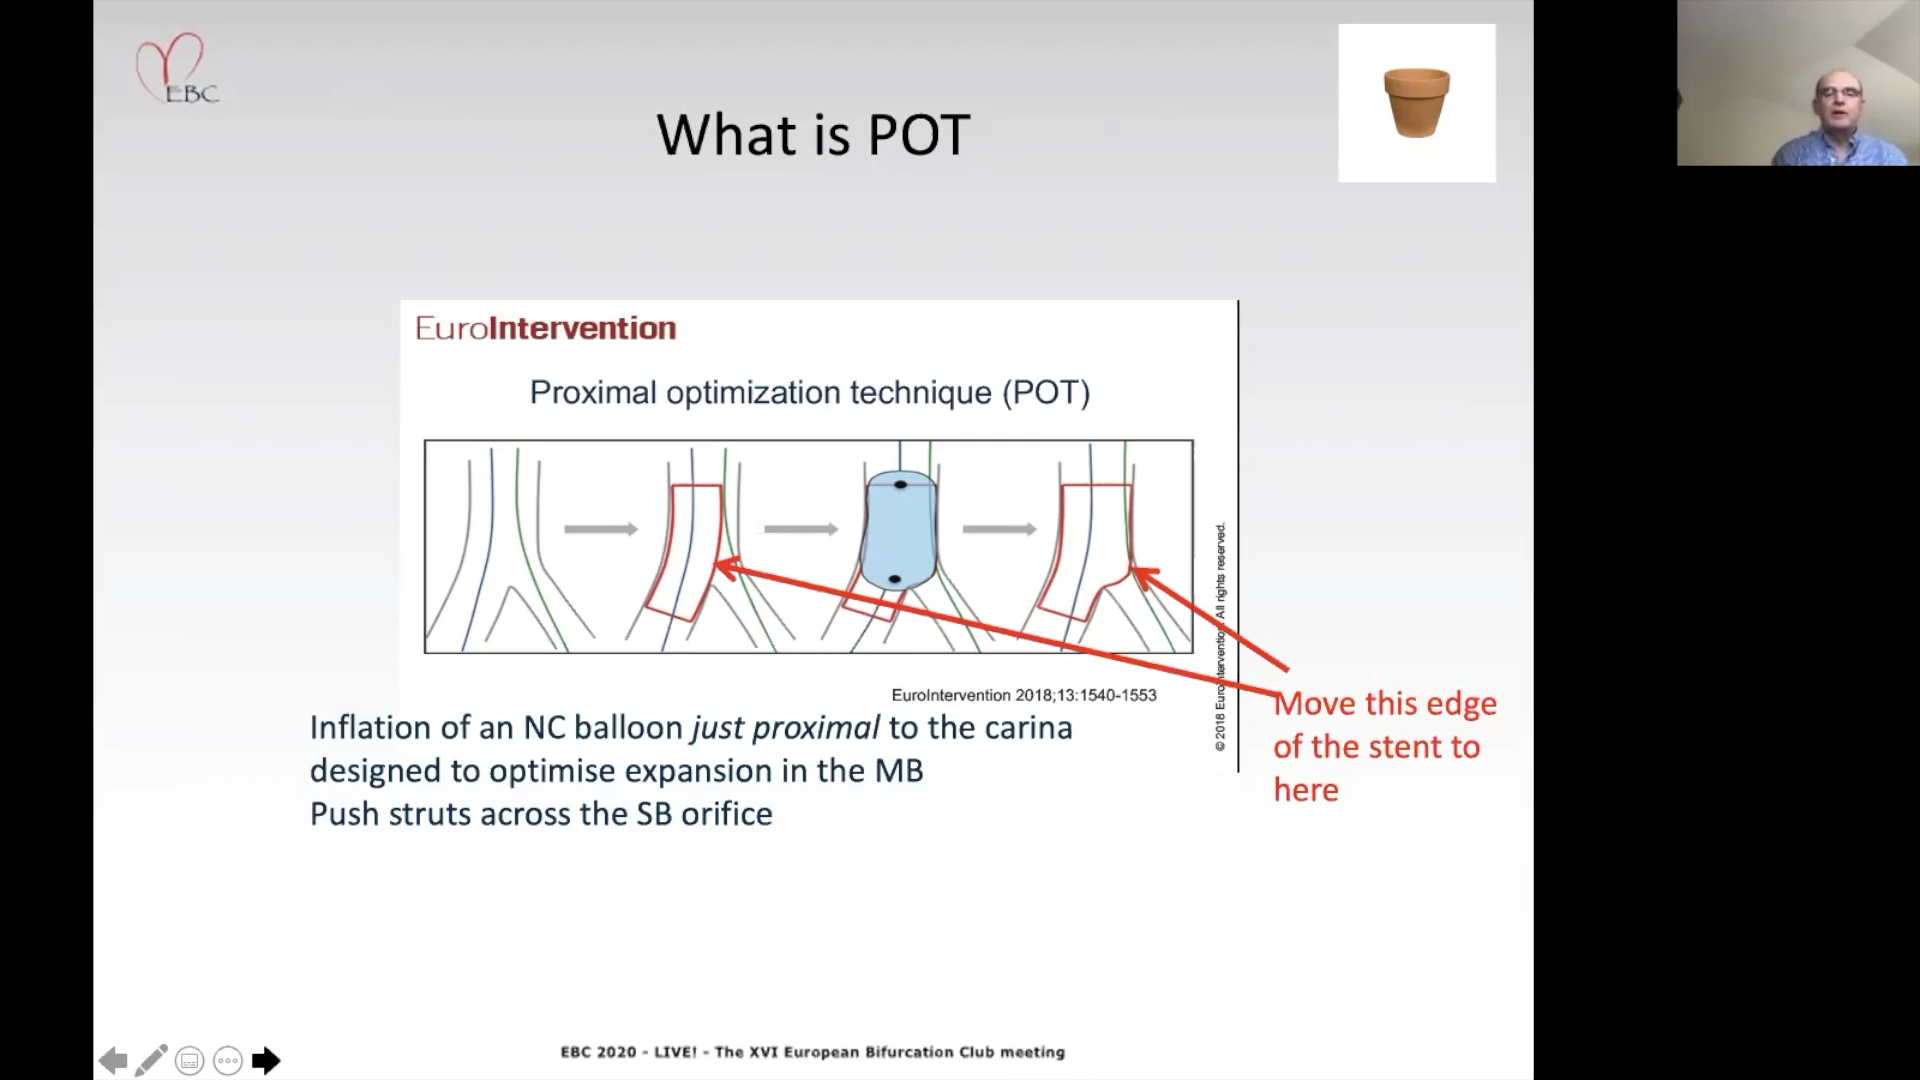 EBC
What is POT
EuroIntervention
Proximal optimization technique (POT)
© 2018 EuroIntervention. All rights reserved.
EuroIntervention 2018;13:1540-1553
Inflation of an NC balloon just proximal to the carina
designed to optimise expansion in the MB
Push struts across the SB orifice
Move this edge
of the stent to
here
EBC 2020 - LIVE! - The XVI European Bifurcation Club meeting